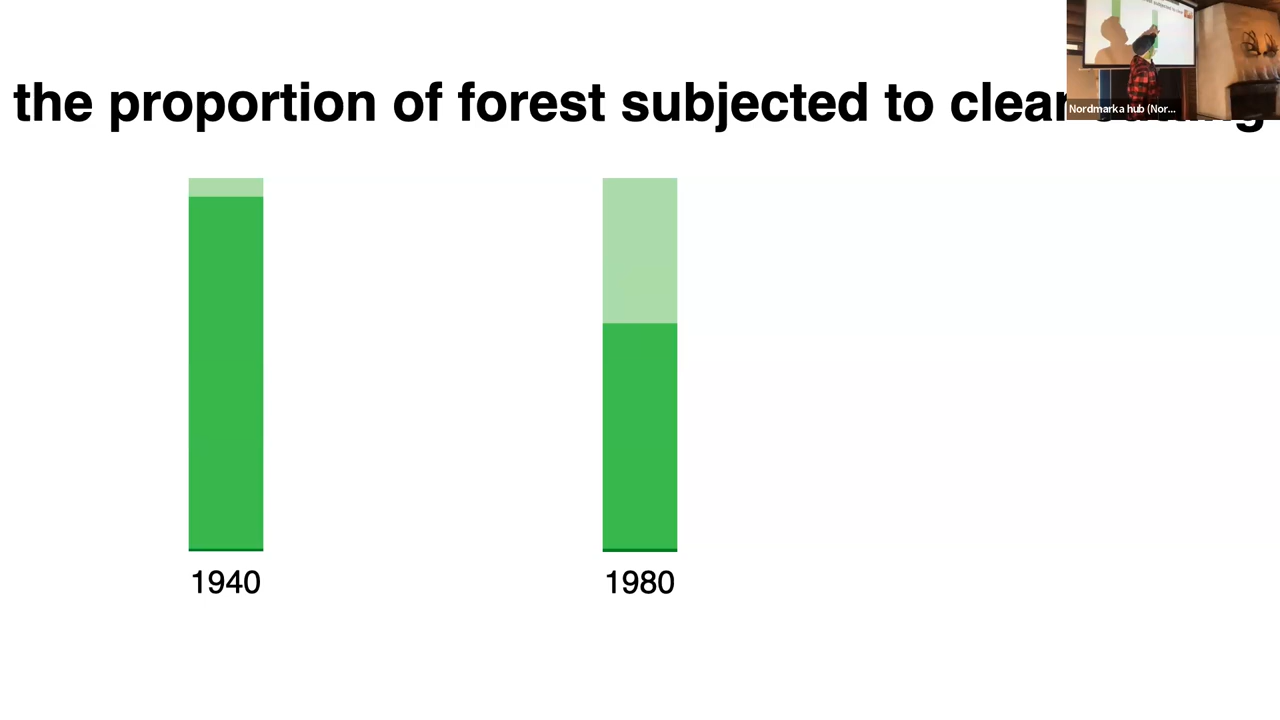 the proportion of forest subjected to clear
Nordmarka hub (Nor...
1940
1980